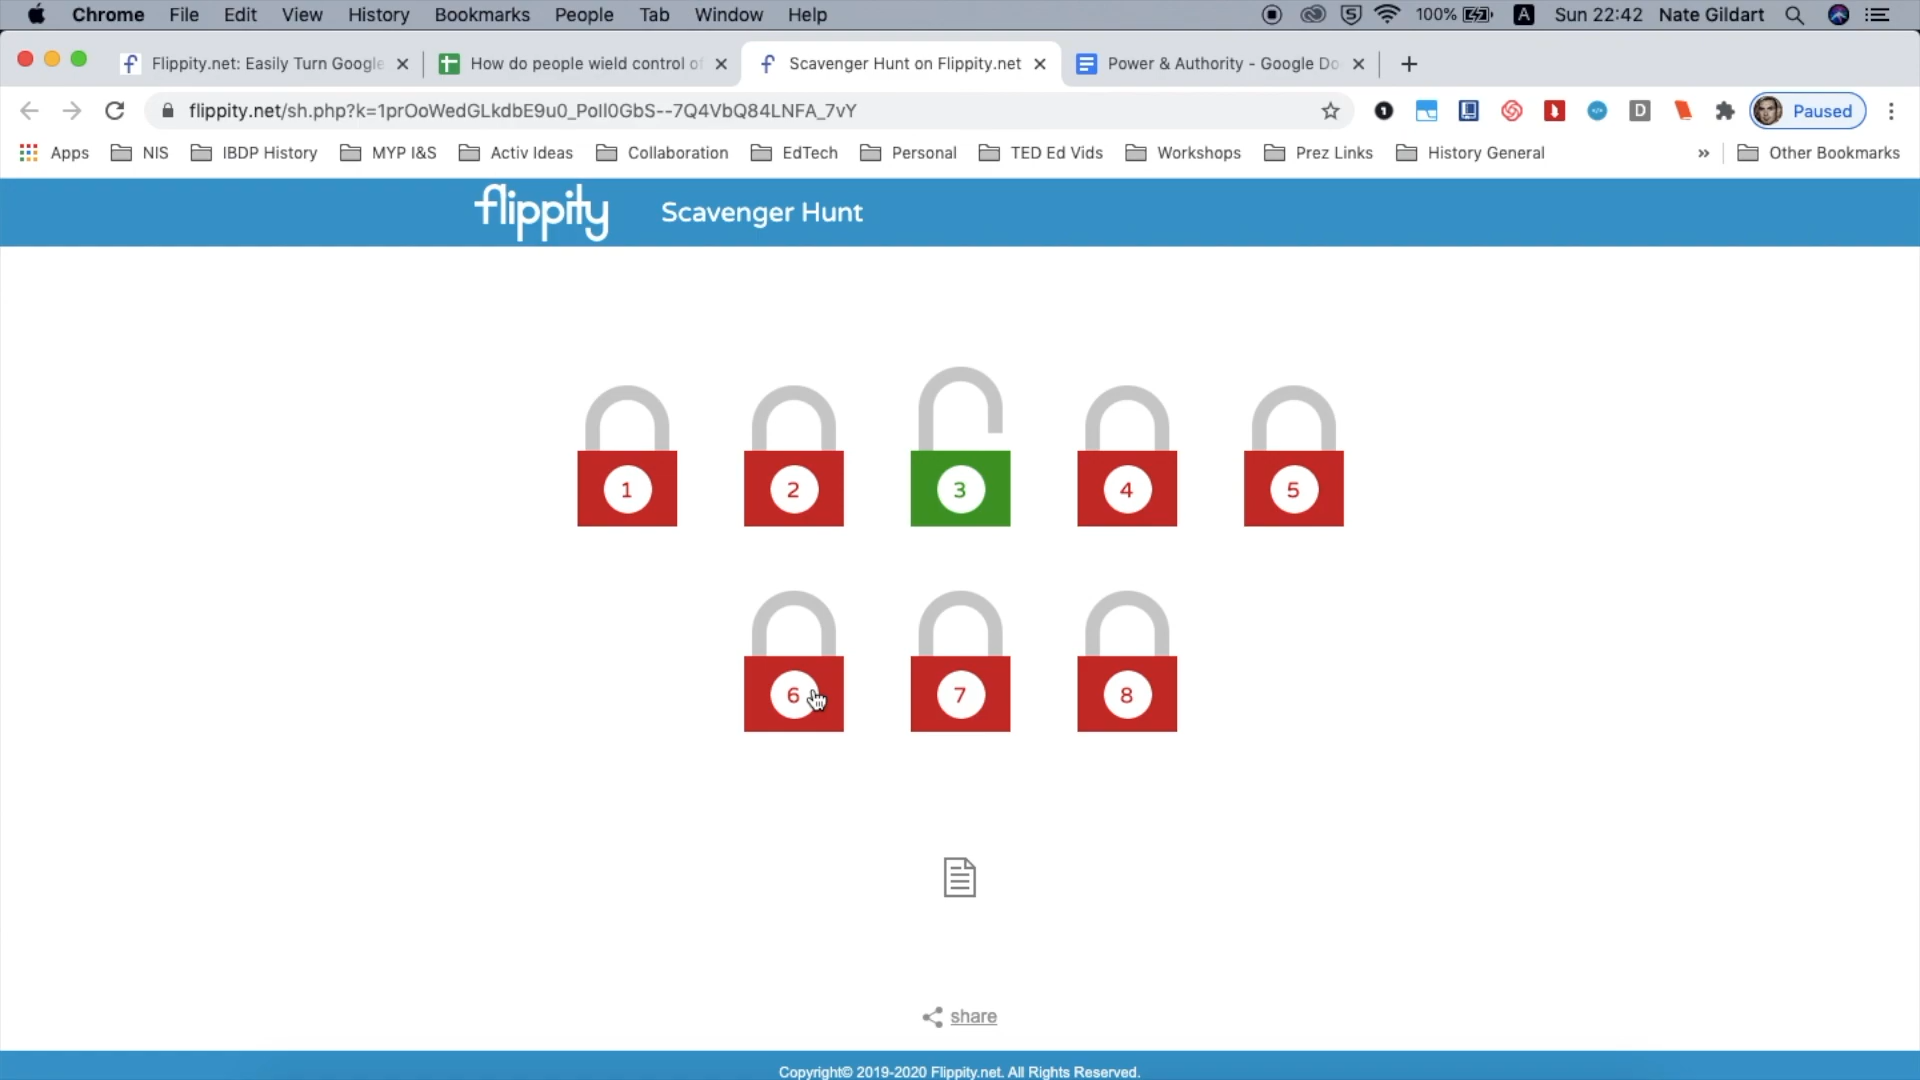 Chrome File Edit View History Bookmarks People Tab Window Help 100% A Sun 22:42 Nate Gildart
Flippity.net: Easily Turn Google How do people wield control of Scavenger Hunt on Flippity.net Power & Authority - Google Do
flippity.net/sh.php?k=1prOoWedGLkdbE9u0_PoIl0GbS--7Q4VbQ84LNFA_7vY Paused
Apps NIS IBDP History MYP I&S Activ Ideas Collaboration EdTech Personal TED Ed Vids Workshops Prez Links History General » Other Bookmarks
flippity Scavenger Hunt
1 2 3 4 5
6 7 8
share
Copyright© 2019-2020 Flippity.net. All Rights Reserved.